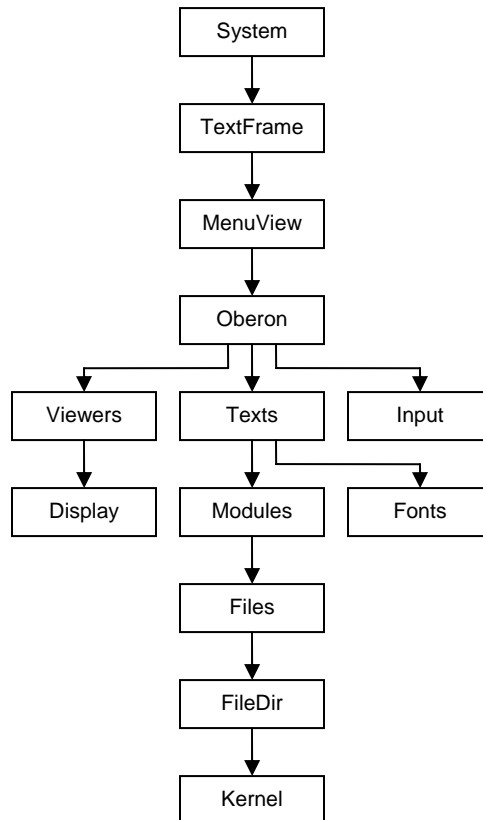 System
TextFrame
MenuView
Oberon
Viewers
Texts
Input
Display
Modules
Fonts
Files
FileDir
Kernel